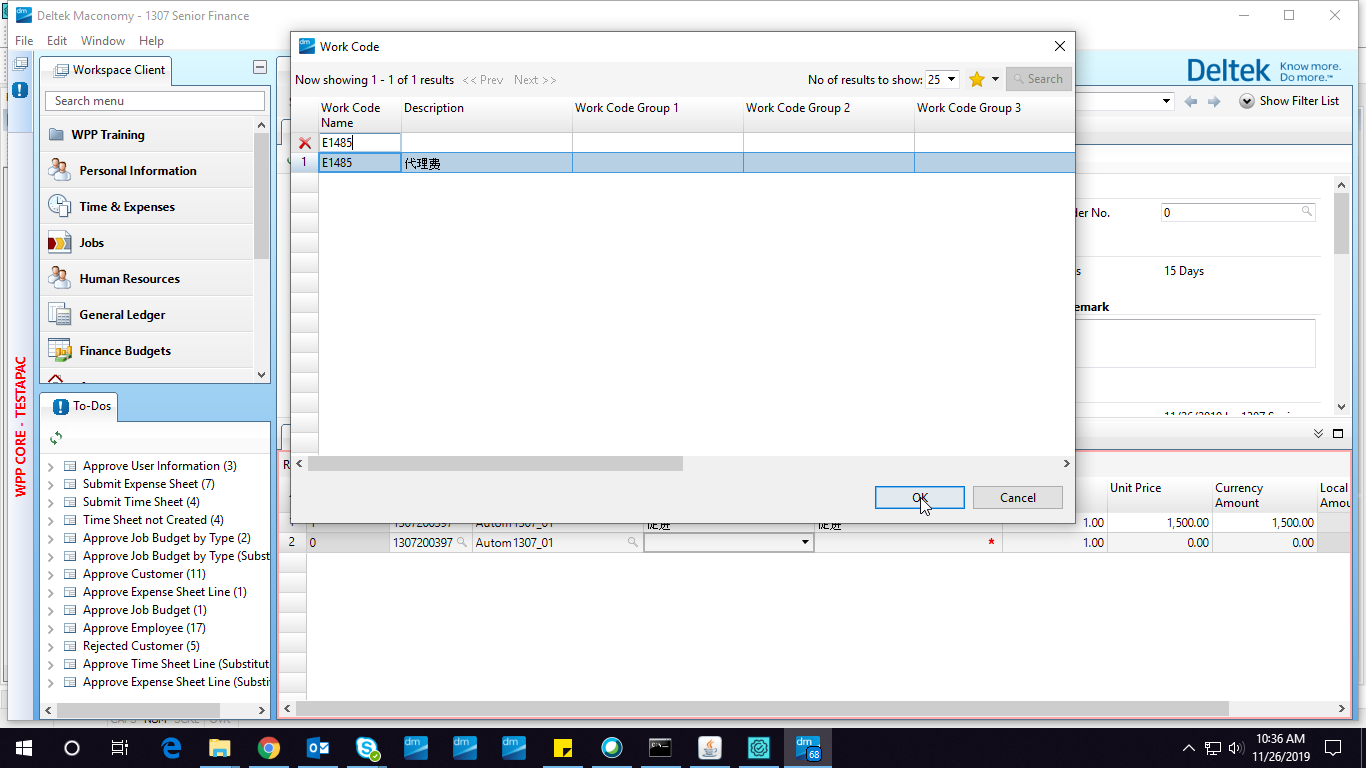 Deltek Maconomy - 1307 Senior Finance
File Edit Window Help
Workspace Client
Search menu
WPP Training
Personal Information
Time & Expenses
Jobs
Human Resources
General Ledger
Finance Budgets
WPP CORE - TESTAPAC
To-Dos
Approve User Information (3)
Submit Expense Sheet (7)
Submit Time Sheet (4)
Time Sheet not Created (4)
Approve Job Budget by Type (2)
Approve Job Budget by Type (Subst
Approve Customer (11)
Approve Expense Sheet Line (1)
Approve Job Budget (1)
Approve Employee (17)
Rejected Customer (5)
Approve Time Sheet Line (Substitut
Approve Expense Sheet Line (Substi
Work Code
Now showing 1 - 1 of 1 results << Prev Next >> No of results to show: 25 Search
Work Code Name Description Work Code Group 1 Work Code Group 2 Work Code Group 3
E1485
1 E1485 代理费
OK Cancel
Deltek Know more. Do more.™
Show Filter List
der No. 0
s 15 Days
emark
Unit Price Currency Amount Local Amou
1 1 1307200397 Autom1307_01 促进 促进 1.00 1,500.00 1,500.00
2 0 1307200397 Autom1307_01 * 1.00 0.00 0.00
CAPS NUM SCRL OVR
68
10:36 AM
11/26/2019